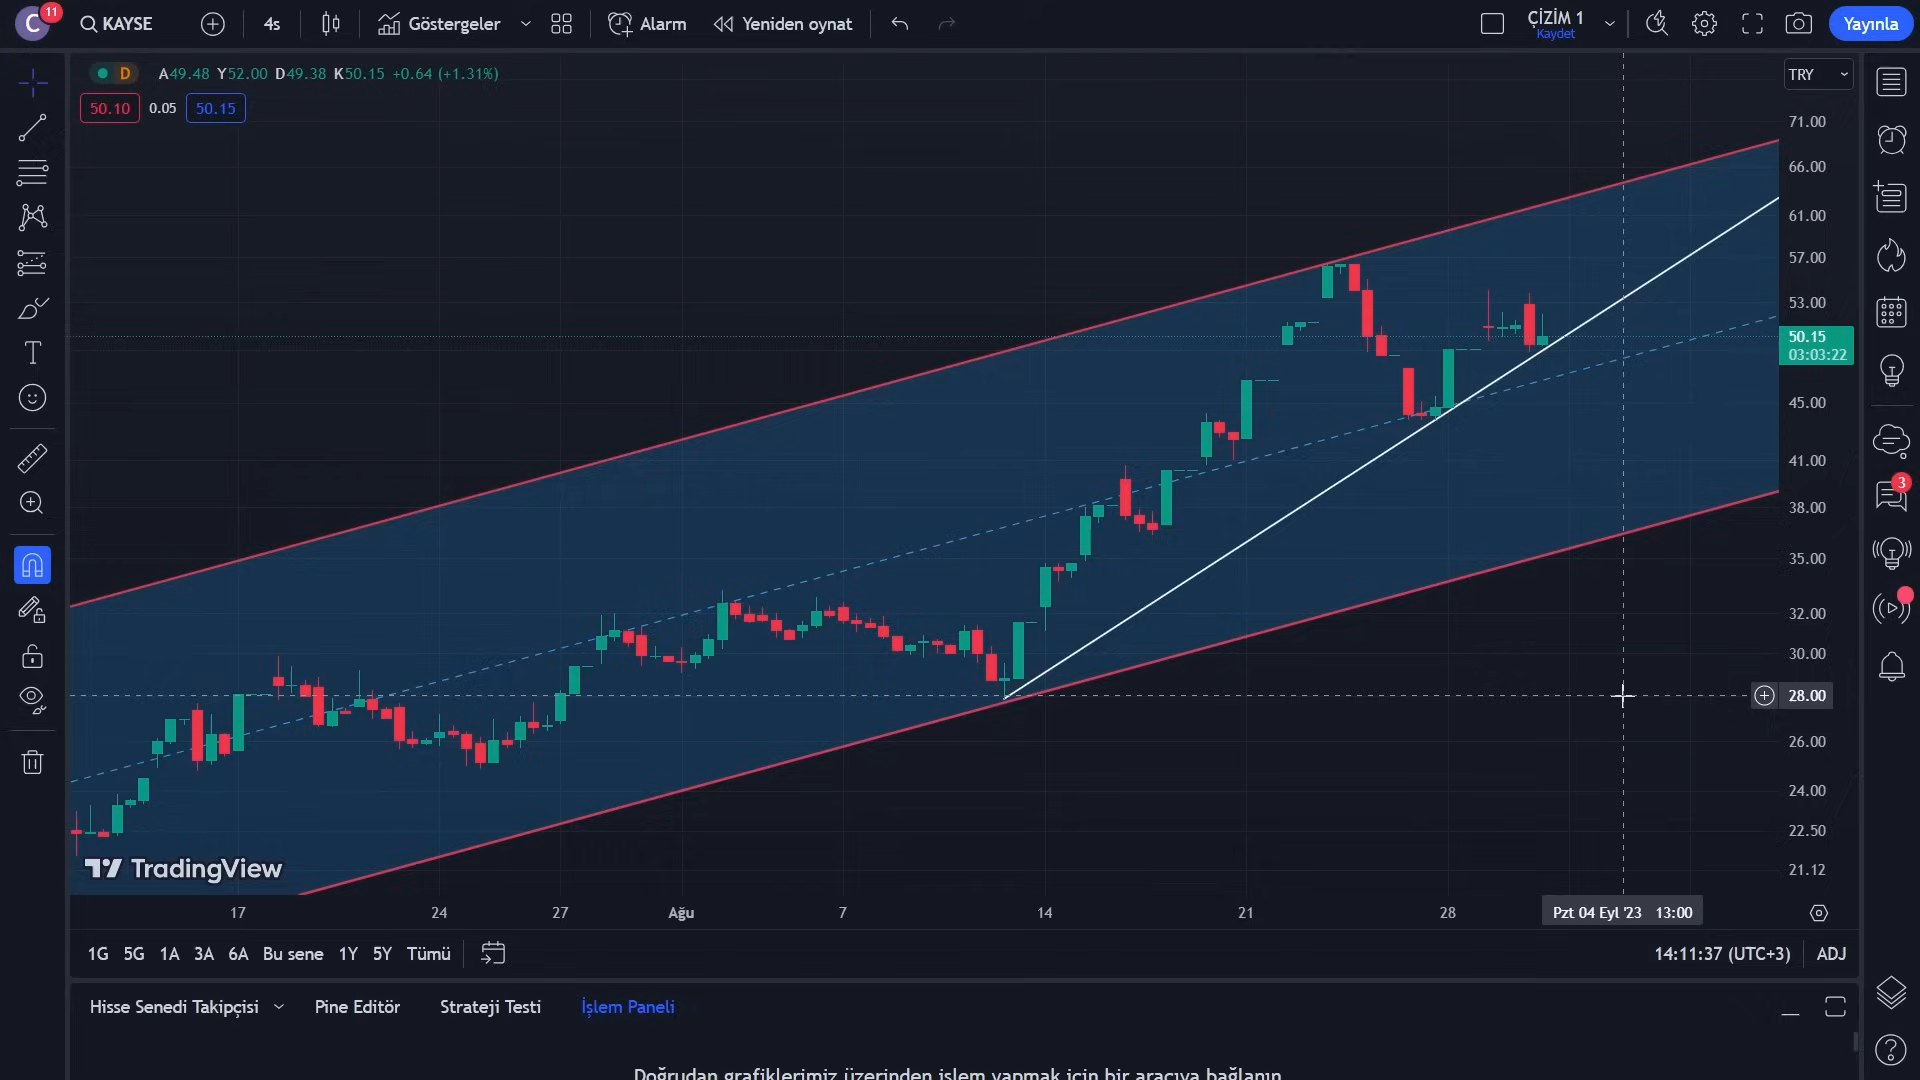 C 11 KAYSE 4s Göstergeler Alarm Yeniden oynat ÇİZİM 1 Yayınla
Kaydet
D A49.48 Y52.00 D49.38 K50.15 +0.64 (+1.31%) TRY
50.10 0.05 50.15
71.00
66.00
61.00
57.00
53.00
50.15
03:03:22
45.00
41.00
38.00
35.00
32.00
30.00
28.00
26.00
24.00
22.50
21.12
3
TradingView
17 24 27 Ağu 7 14 21 28 Pzt 04 Eyl '23 13:00
1G 5G 1A 3A 6A Bu sene 1Y 5Y Tümü 14:11:37 (UTC+3) ADJ
Hisse Senedi Takipçisi Pine Editör Strateji Testi İşlem Paneli
Doğrudan grafiklerimiz üzerinden işlem yapmak için bir aracıya bağlanın